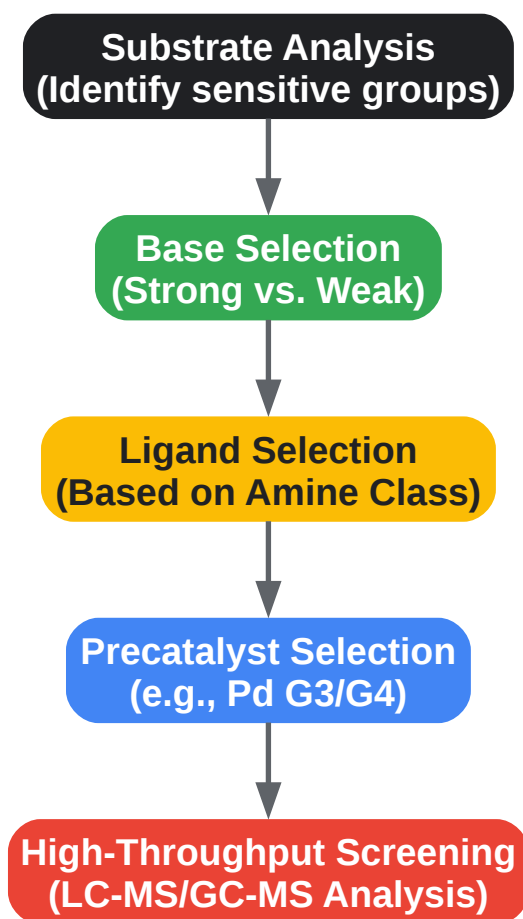 Substrate Analysis
(Identify sensitive groups)
Base Selection
(Strong vs. Weak)
Ligand Selection
(Based on Amine Class)
Precatalyst Selection
(e.g., Pd G3/G4)
High-Throughput Screening
(LC-MS/GC-MS Analysis)